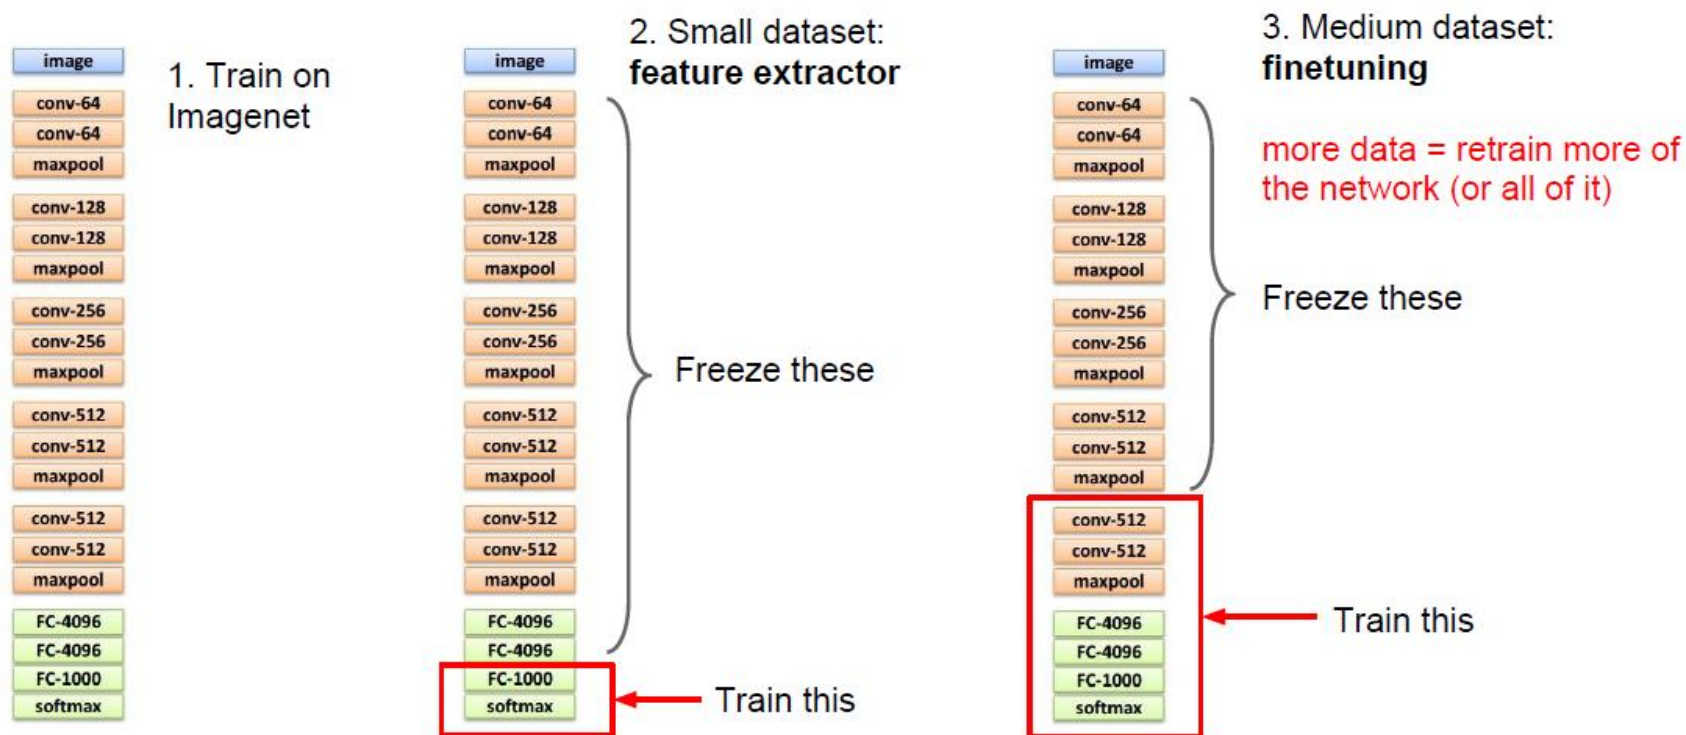 image
conv-64
conv-64
maxpool
conv-128
conv-128
maxpool
conv-256
conv-256
maxpool
conv-512
conv-512
maxpool
conv-512
conv-512
maxpool
FC-4096
FC-4096
FC-1000
softmax
1. Train on
Imagenet
image
conv-64
conv-64
maxpool
conv-128
conv-128
maxpool
conv-256
conv-256
maxpool
conv-512
conv-512
maxpool
conv-512
conv-512
maxpool
FC-4096
FC-4096
FC-1000
softmax
2. Small dataset:
feature extractor
Freeze these
Train this
image
conv-64
conv-64
maxpool
conv-128
conv-128
maxpool
conv-256
conv-256
maxpool
conv-512
conv-512
maxpool
conv-512
conv-512
maxpool
FC-4096
FC-4096
FC-1000
softmax
3. Medium dataset:
finetuning
more data = retrain more of
the network (or all of it)
Freeze these
Train this